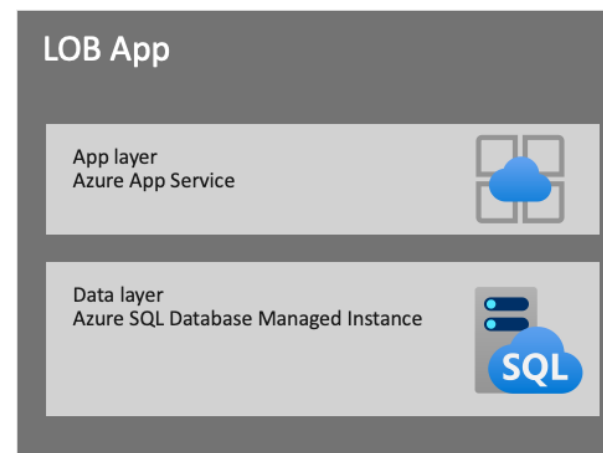 LOB App
App layer
Azure App Service
Data layer
Azure SQL Database Managed Instance
SQL